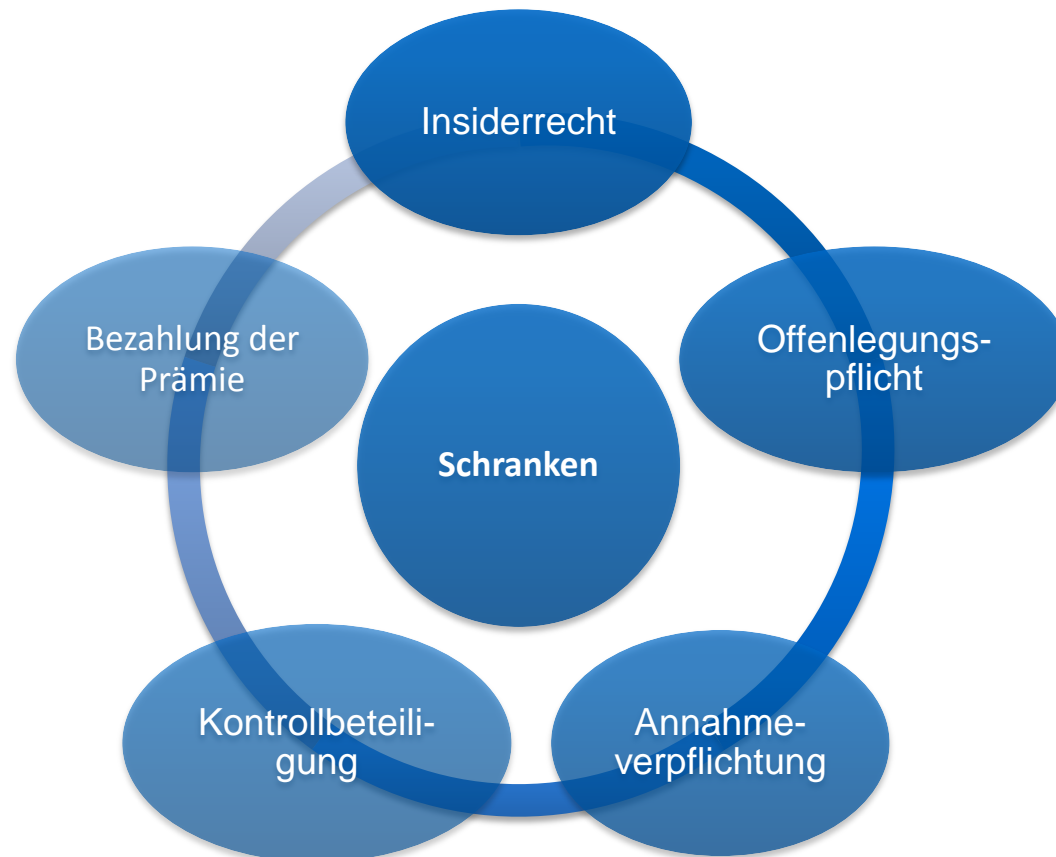 Insiderrecht
Offenlegungs-
pflicht
Annahme-
verpflichtung
Kontrollbeteili-
gung
Bezahlung der
Prämie
Schranken